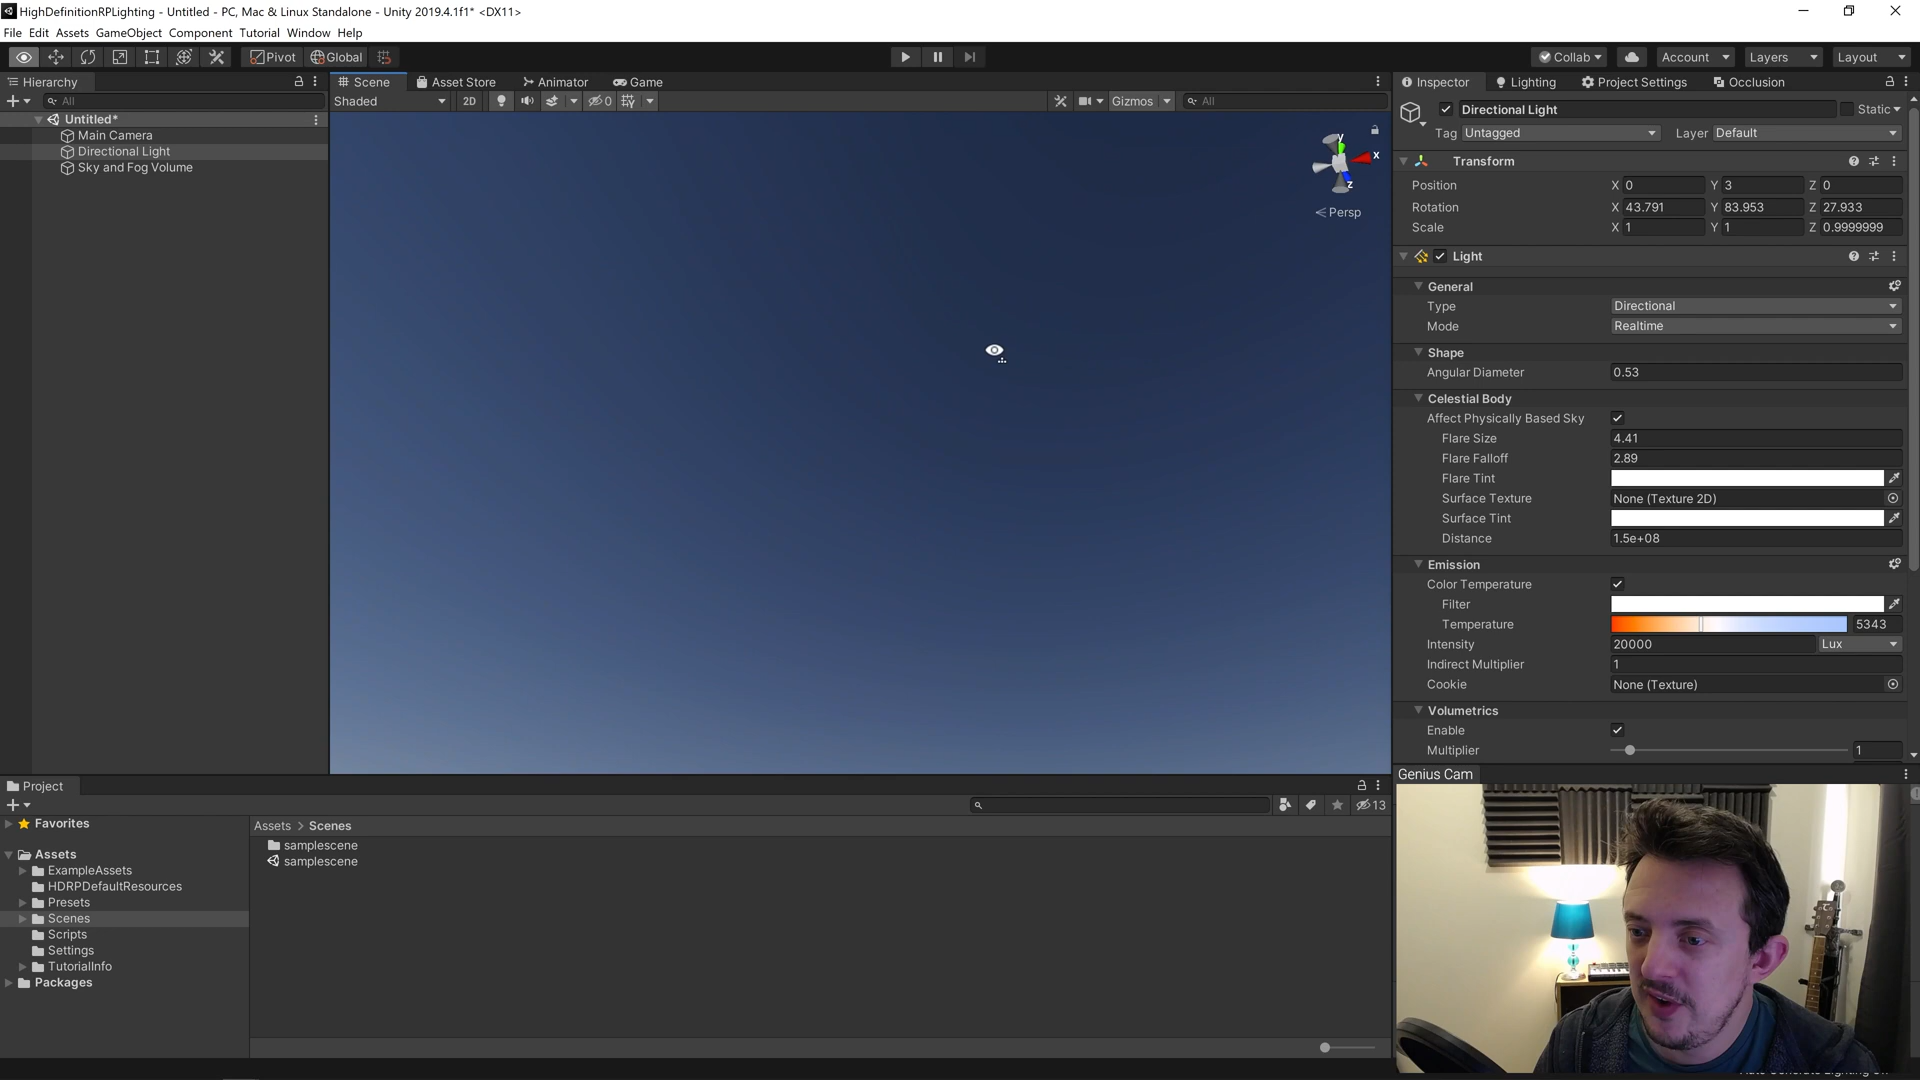 HighDefinitionRPLighting - Untitled - PC, Mac & Linux Standalone - Unity 2019.4.1f1* <DX11>
File Edit Assets GameObject Component Tutorial Window Help
Pivot Global Collab Account Layers Layout
Hierarchy
All
Untitled*
Main Camera
Directional Light
Sky and Fog Volume
Scene Asset Store Animator Game
Shaded 2D 0 Gizmos All
y
x
z
Persp
Inspector Lighting Project Settings Occlusion
Directional Light Static
Tag Untagged Layer Default
Transform
Position X 0 Y 3 Z 0
Rotation X 43.791 Y 83.953 Z 27.933
Scale X 1 Y 1 Z 0.9999999
Light
General
Type Directional
Mode Realtime
Shape
Angular Diameter 0.53
Celestial Body
Affect Physically Based Sky
Flare Size 4.41
Flare Falloff 2.89
Flare Tint
Surface Texture None (Texture 2D)
Surface Tint
Distance 1.5e+08
Emission
Color Temperature
Filter
Temperature 5343
Intensity 20000 Lux
Indirect Multiplier 1
Cookie None (Texture)
Volumetrics
Enable
Multiplier 1
Genius Cam
Project
13
Favorites
Assets
ExampleAssets
HDRPDefaultResources
Presets
Scenes
Scripts
Settings
TutorialInfo
Packages
Assets > Scenes
samplescene
samplescene